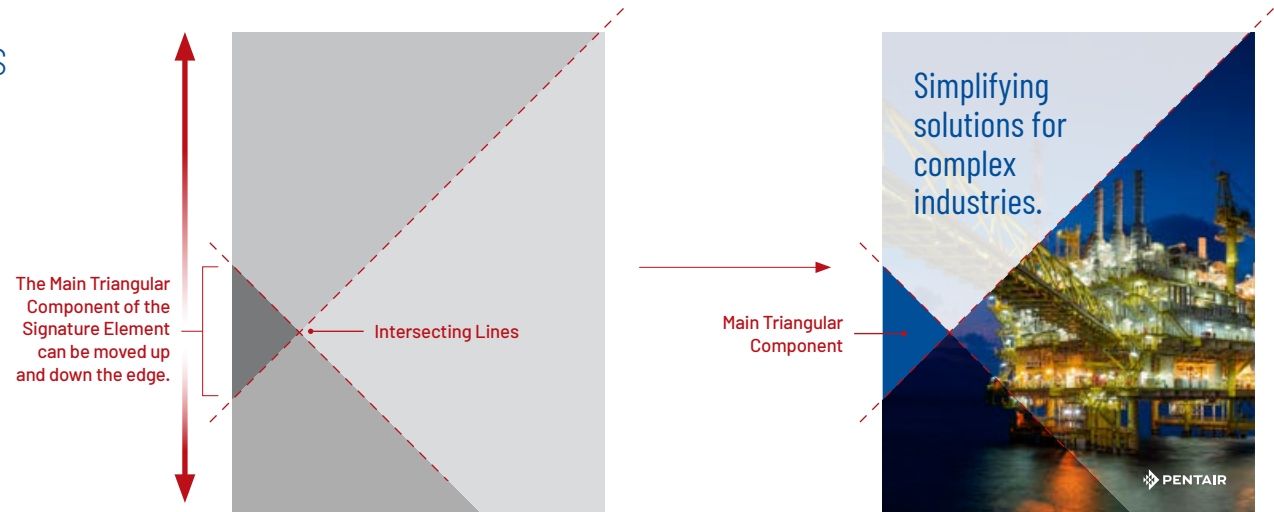 S
The Main Triangular
Component of the
Signature Element
can be moved up
and down the edge.
Intersecting Lines
Main Triangular
Component
Simplifying
solutions for
complex
industries.
PENTAIR